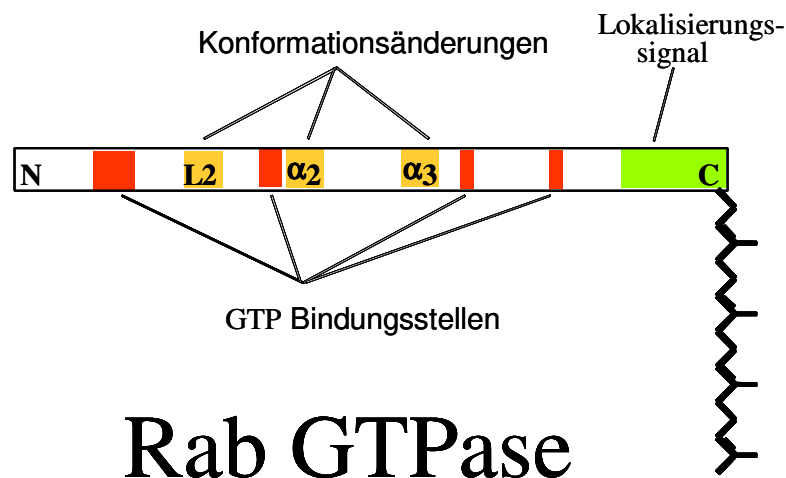 Konformationsänderungen
Lokalisierungs-
signal
N
L2
α2
α3
C
GTP Bindungsstellen
Rab GTPase